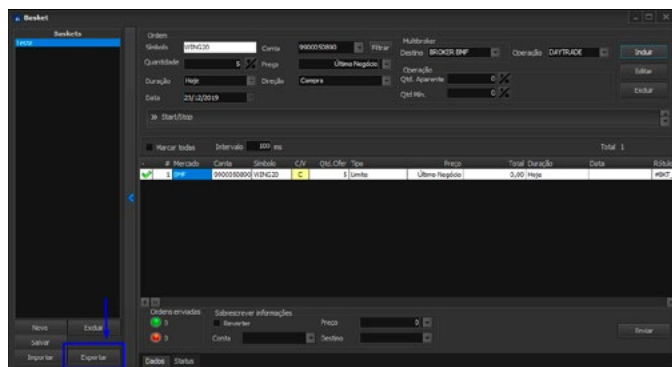 Basket
Baskets
Teste
Ordem
Símbolo WING20 Conta 9900050890 Filtrar
Quantidade 5 Preço Último Negócio
Duração Hoje Direção Compra
Data 23/12/2019
Multibroker
Destino BROKER BMF Operação DAYTRADE
Operação
Qtd. Aparente 0
Qtd Mín. 0
Incluir
Editar
Excluir
Start/Stop
Marcar todas Intervalo 100 ms Total 1
# Mercado Conta Símbolo C/V Qtd.Ofer Tipo Preço Total Duração Data Rótulo
1 BMF WING20 C 5 Limite Último Negócio 0,00 Hoje
Ordens enviadas
0
0
Sobrescrever informações
Reverter Preço 0
Conta Destino
Enviar
Novo Excluir
Salvar
Importar Exportar
Dados Status